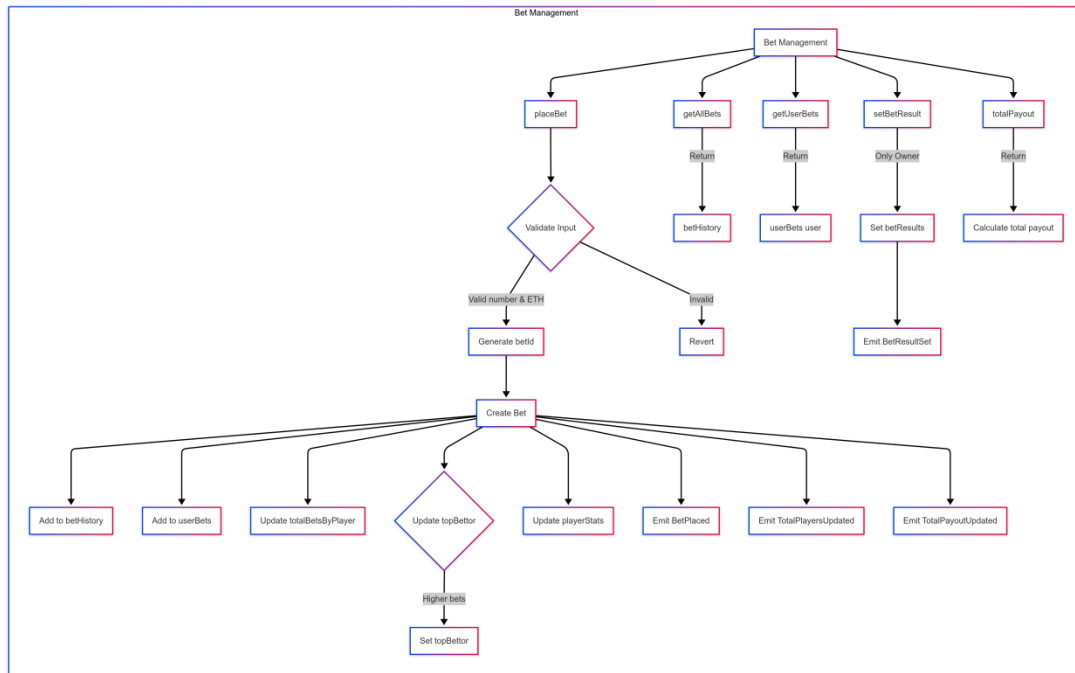 Bet Management
Bet Management
placeBet
getAllBets
getUserBets
setBetResult
totalPayout
Return
Return
Only Owner
Return
Validate Input
betHistory
userBets user
Set betResults
Calculate total payout
Valid number & ETH
Invalid
Generate betId
Revert
Emit BetResultSet
Create Bet
Add to betHistory
Add to userBets
Update totalBetsByPlayer
Update topBettor
Update playerStats
Emit BetPlaced
Emit TotalPlayersUpdated
Emit TotalPayoutUpdated
Higher bets
Set topBettor